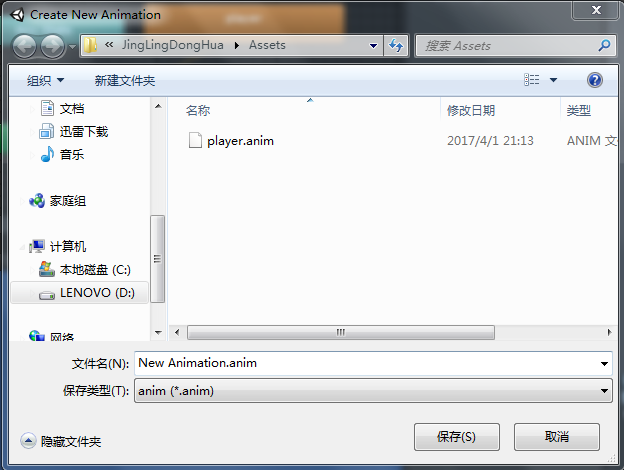 Create New Animation
« JingLingDongHua Assets
搜索 Assets
组织
新建文件夹
名称
修改日期
类型
文档
迅雷下载
音乐
家庭组
计算机
本地磁盘 (C:)
LENOVO (D:)
网络
player.anim
2017/4/1 21:13
ANIM 文
文件名(N):
New Animation.anim
保存类型(T):
anim (*.anim)
隐藏文件夹
保存(S)
取消